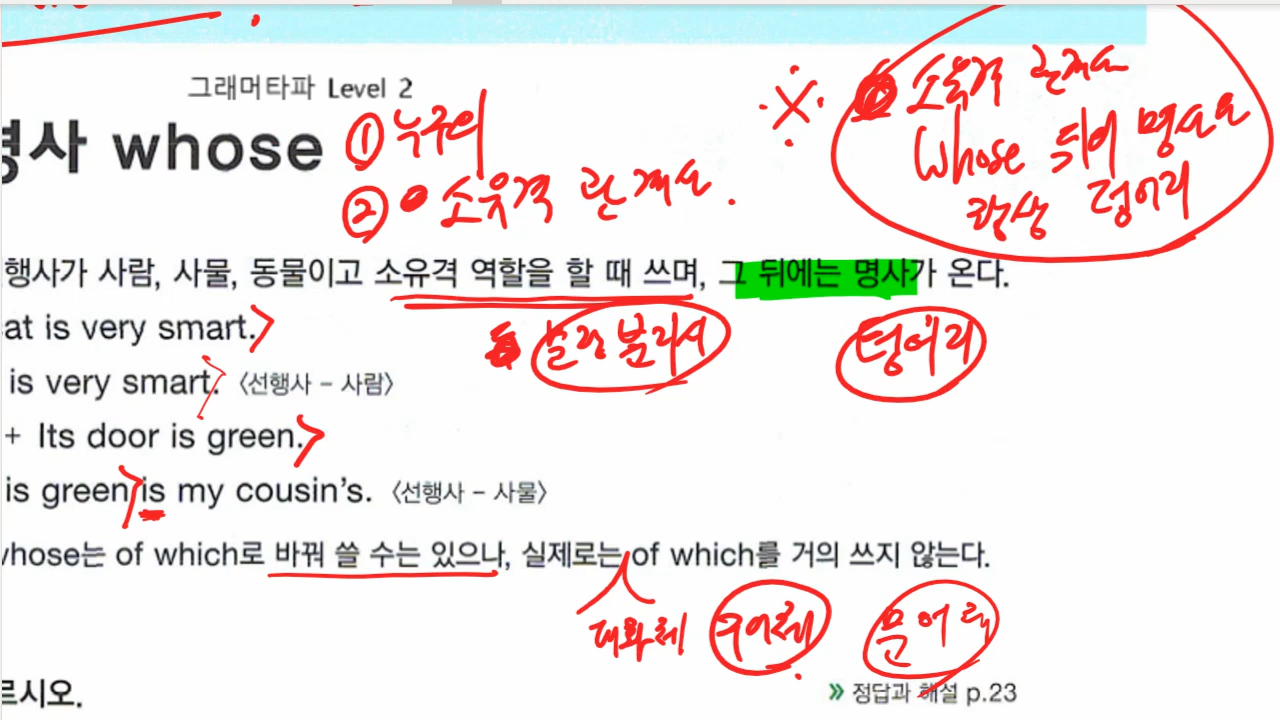 그래머타파 Level 2
명사 whose ① 누구의
② 소유격 관계사.
※ 소유격 관계사
Whose 뒤에 명사요
항상 덩어리
행사가 사람, 사물, 동물이고 소유격 역할을 할 때 쓰며, 그 뒤에는 명사가 온다.
at is very smart.
덩어리
is very smart. <선행사 – 사람>
+ Its door is green.
is green is my cousin's. <선행사 – 사물>
whose는 of which로 바꿔 쓸 수는 있으나, 실제로는 of which를 거의 쓰지 않는다.
대화체 구어체 문어체
르시오.
» 정답과 해설 p.23